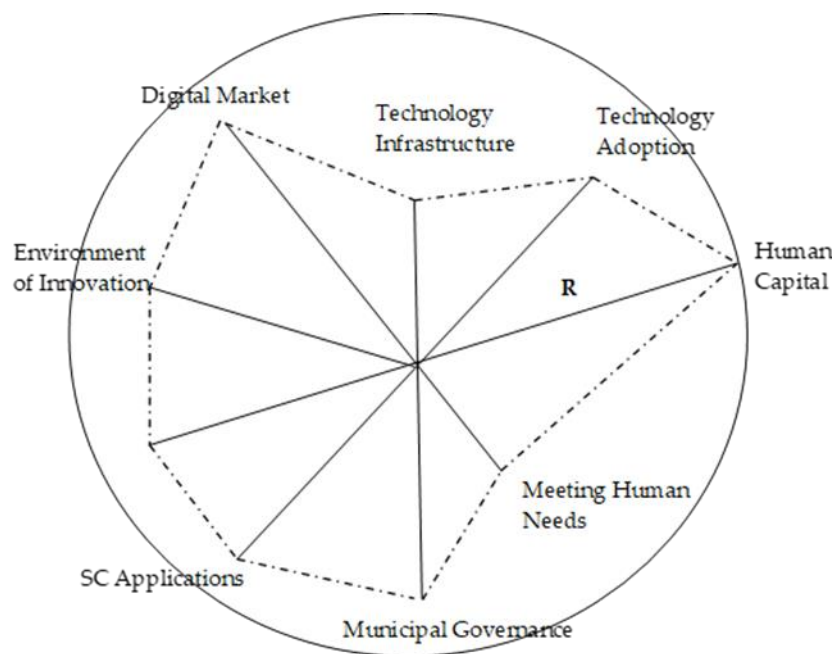 Digital Market
Technology
Infrastructure
Technology
Adoption
Environment
of Innovation
Human
Capital
R
Meeting Human
Needs
SC Applications
Municipal Governance